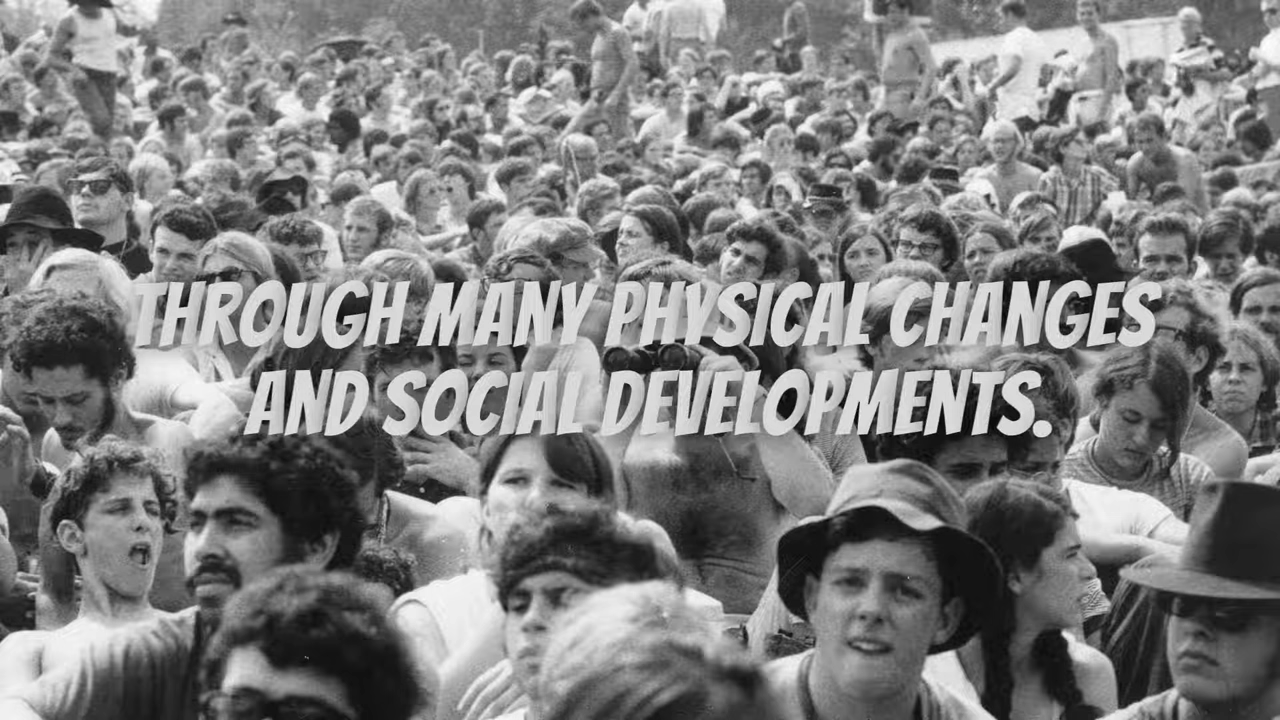 THROUGH MANY PHYSICAL CHANGES
AND SOCIAL DEVELOPMENTS.